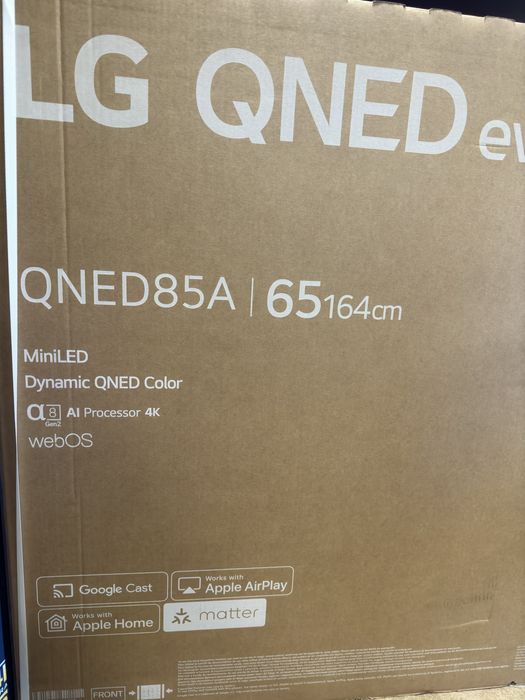 LG QNED ev
QNED85A | 65 164cm
MiniLED
Dynamic QNED Color
α 8 Gen2 AI Processor 4K
webOS
Google Cast
Works with Apple AirPlay
Works with Apple Home
matter
FRONT